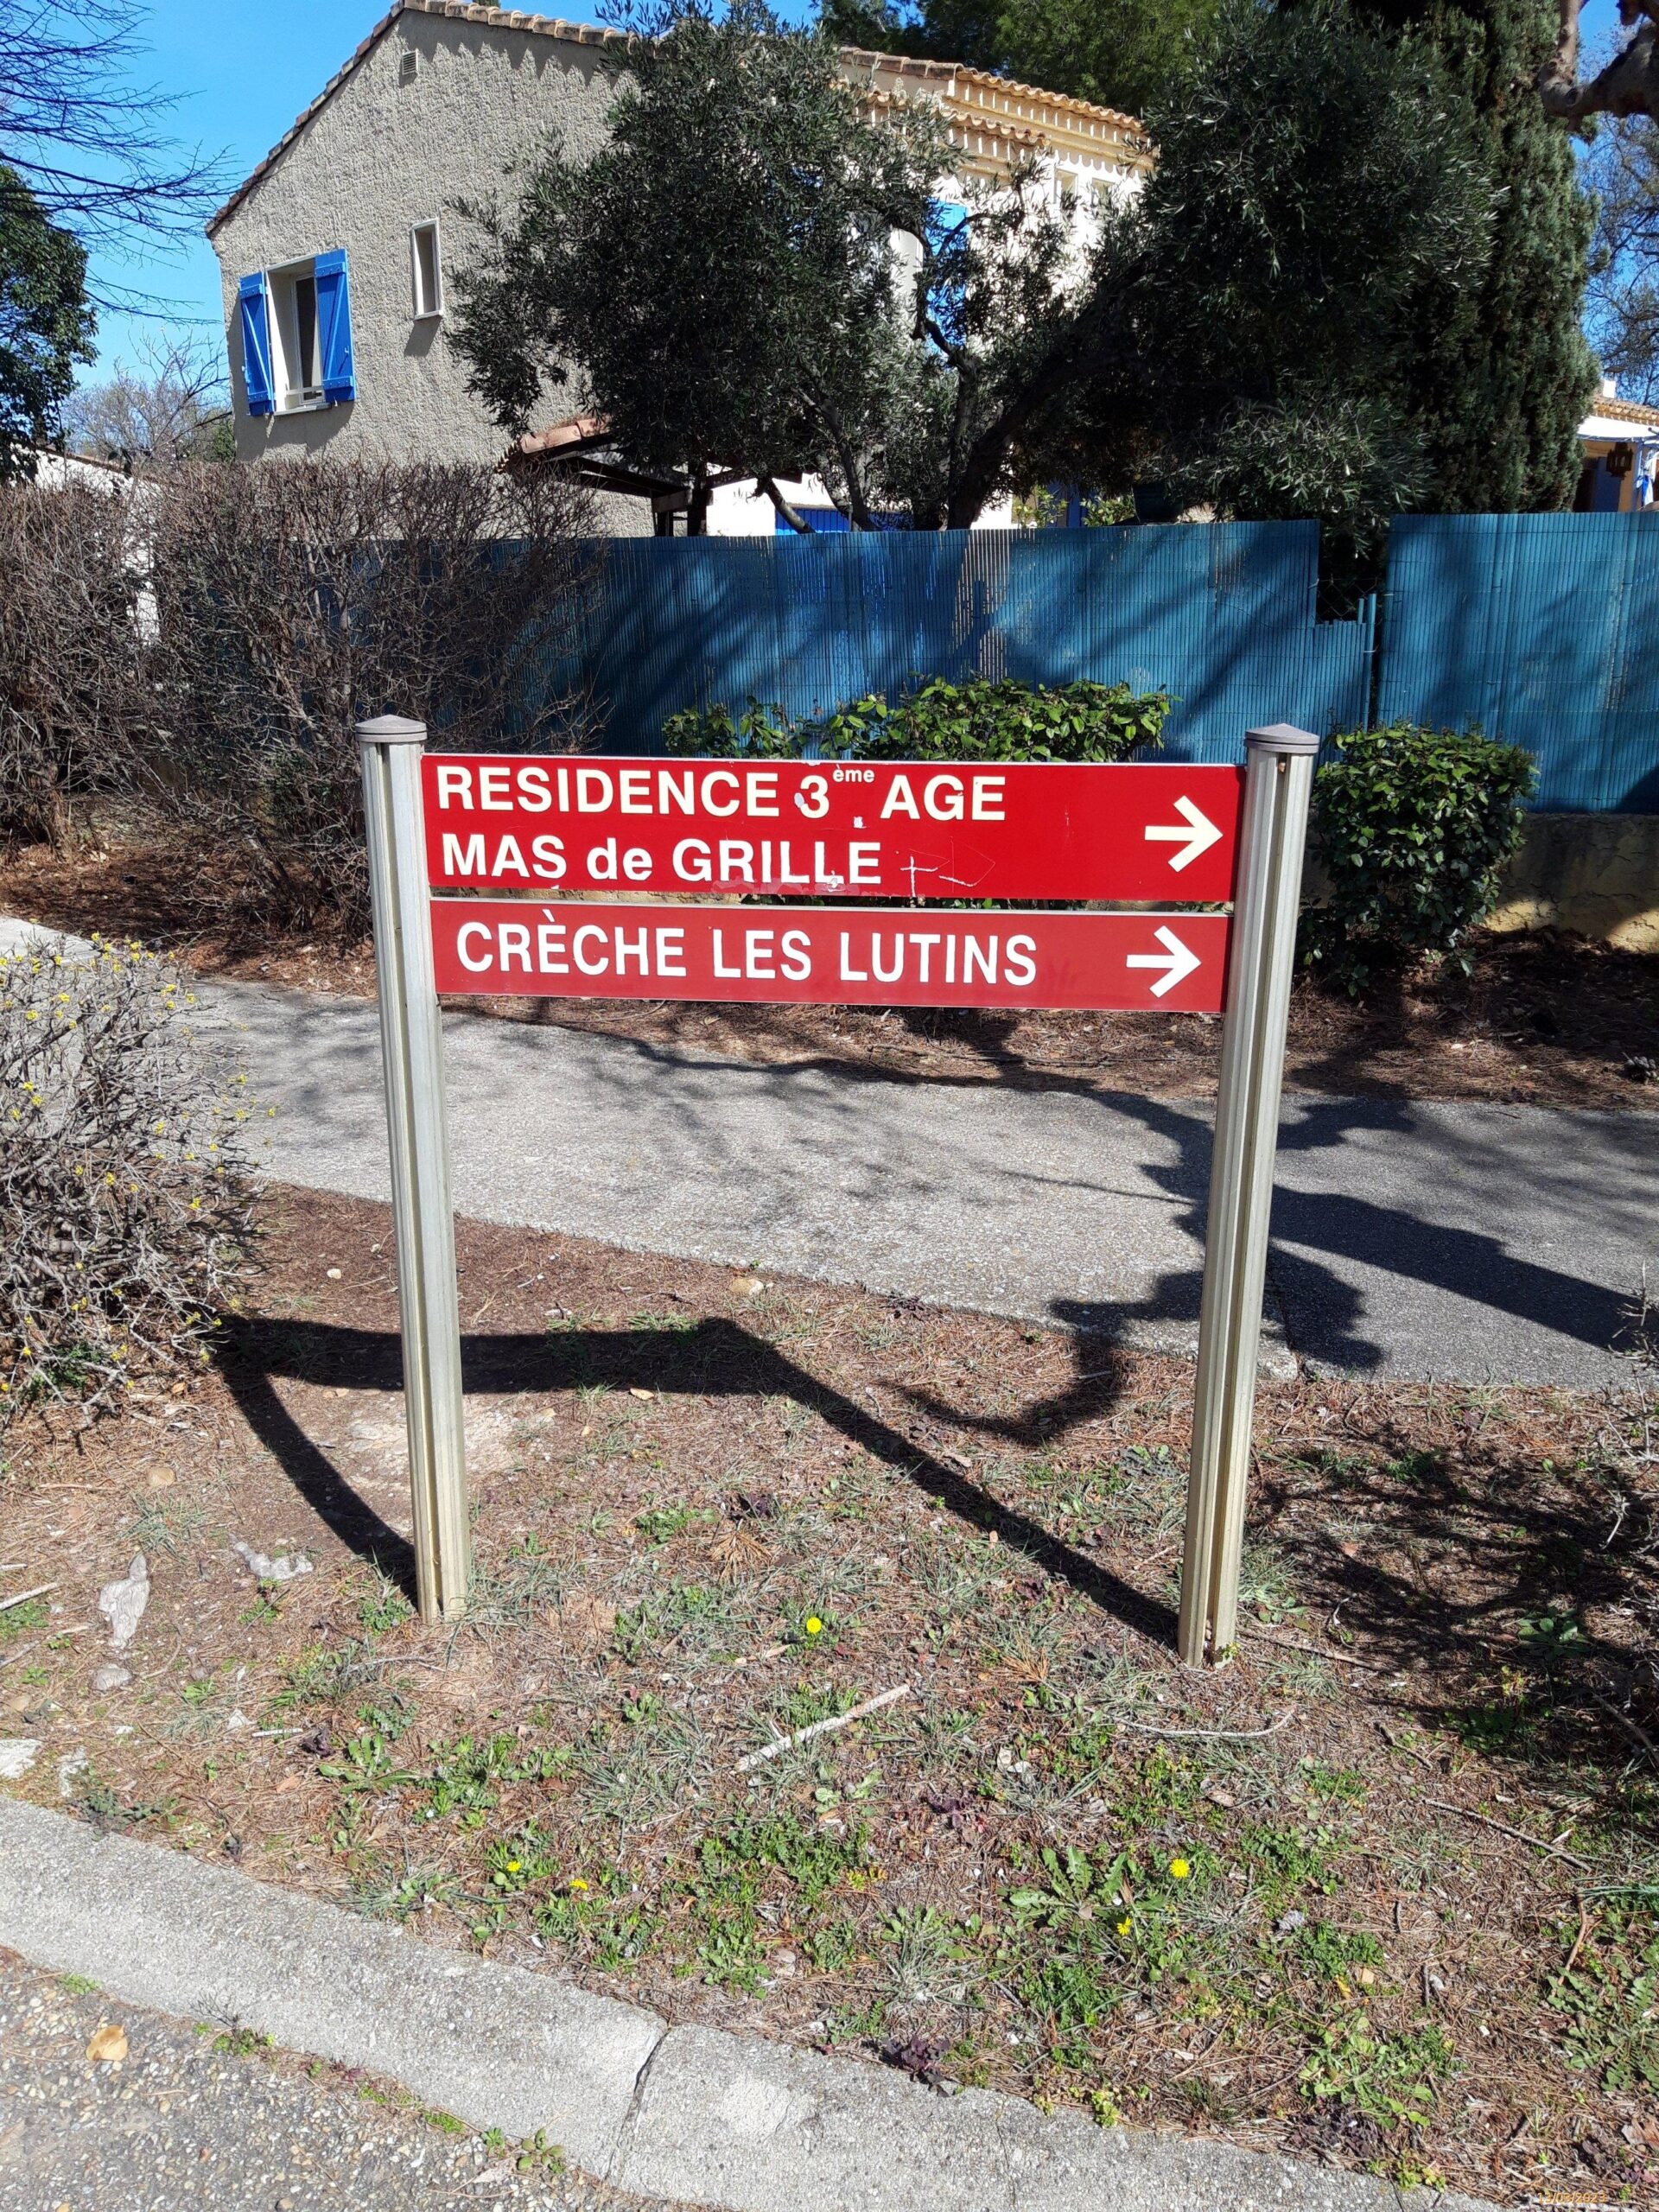 RESIDENCE 3ème AGE
MAS de GRILLE
CRÈCHE LES LUTINS